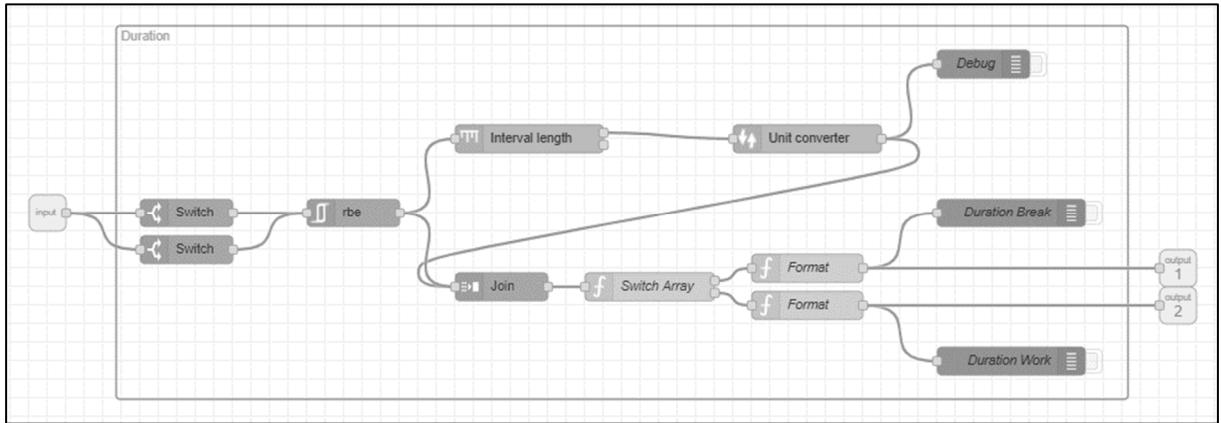 Duration
Debug
Interval length
Unit converter
input
Switch
rbe
Duration Break
Switch
output
1
Format
Join
Switch Array
Format
output
2
Duration Work